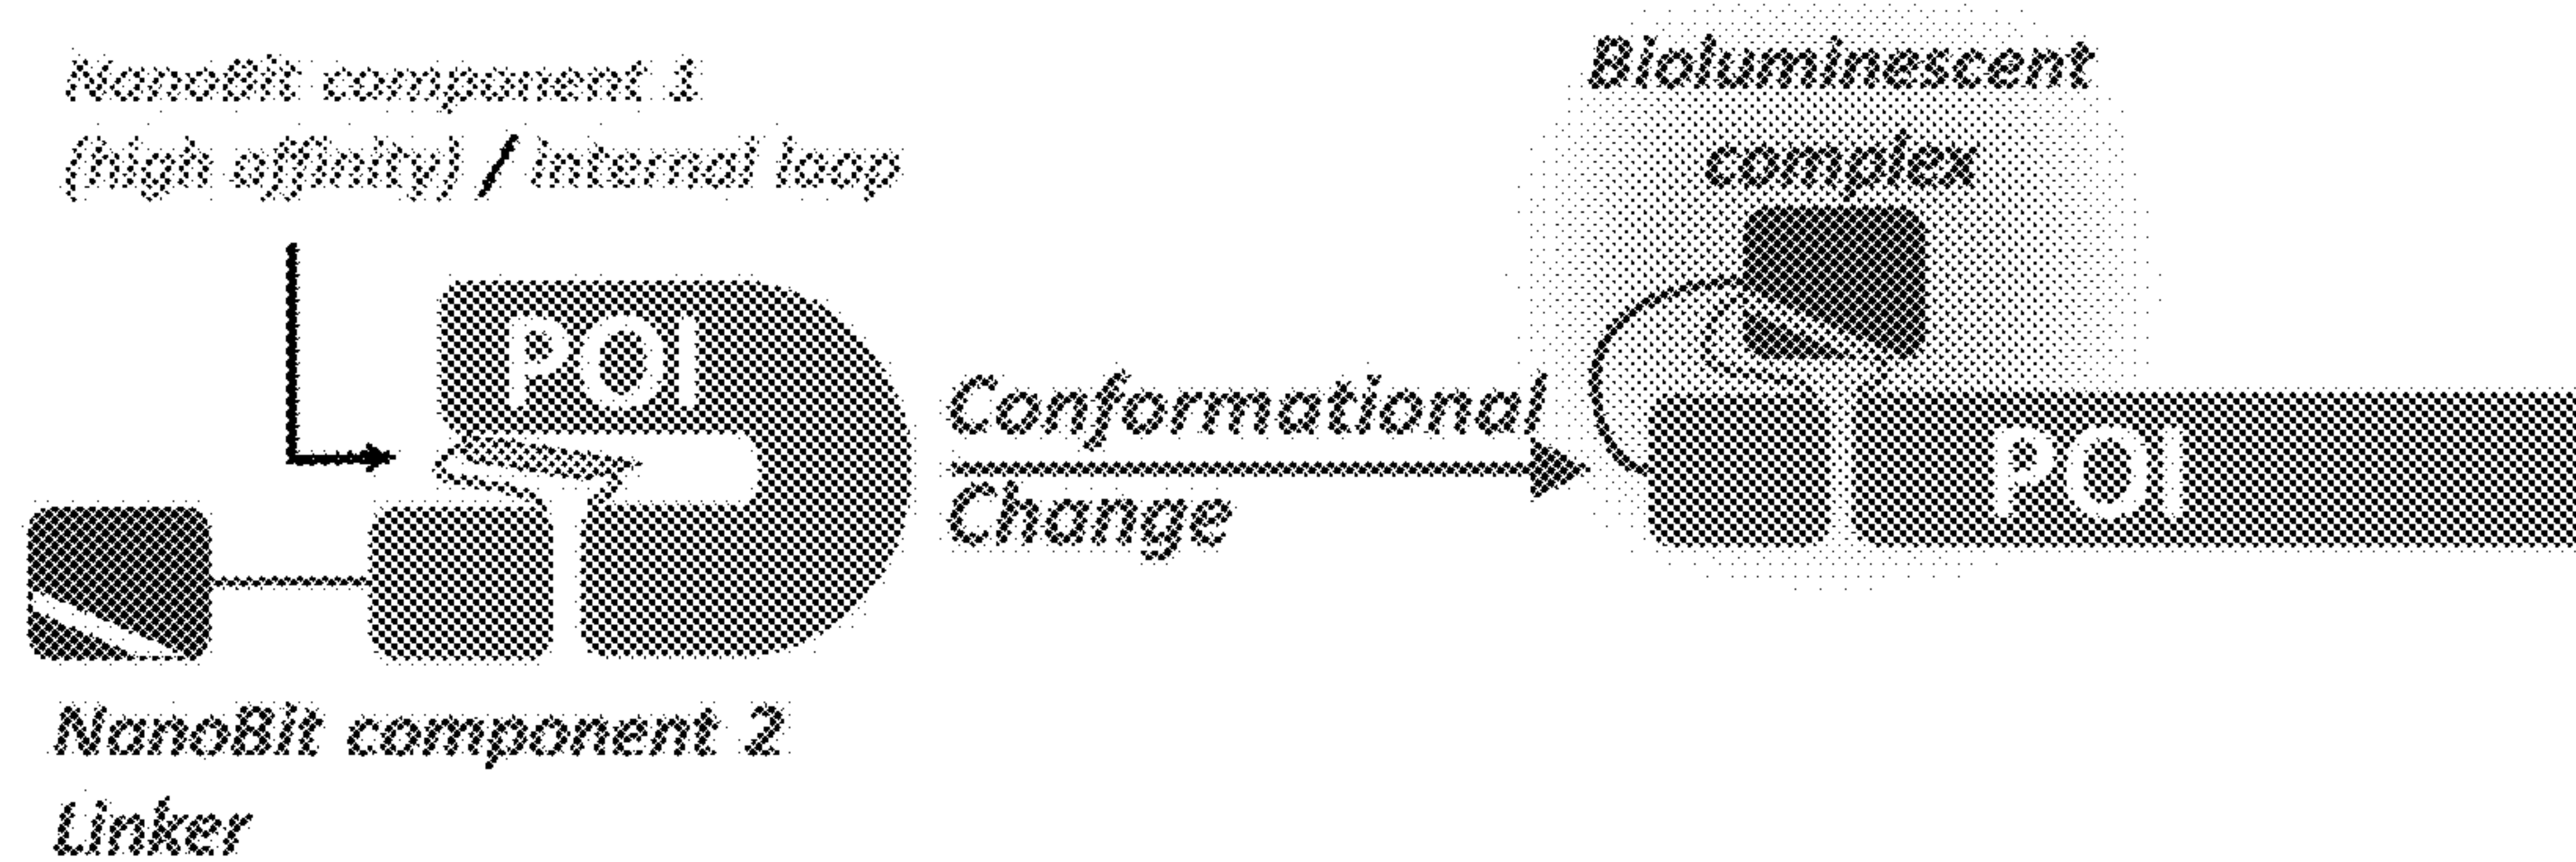 NanoBit component 1
(high affinity) / internal loop
POI
NanoBit component 2
Linker
Conformational
Change
Bioluminescent
complex
POI